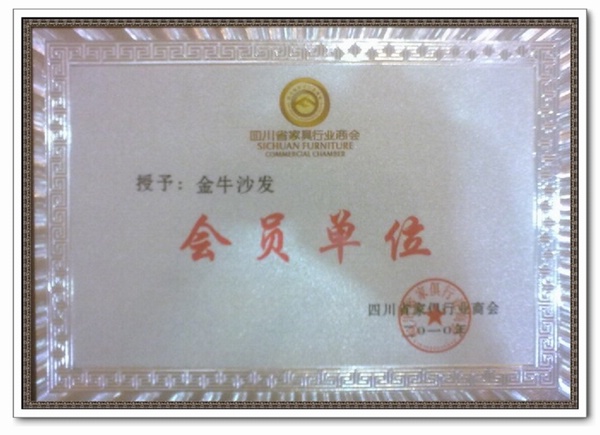 四川省家具行业商会
SICHUAN FURNITURE
COMMERCIAL CHAMBER
授予：金牛沙发
会员单位
四川省家俱行业商会
二〇一〇年